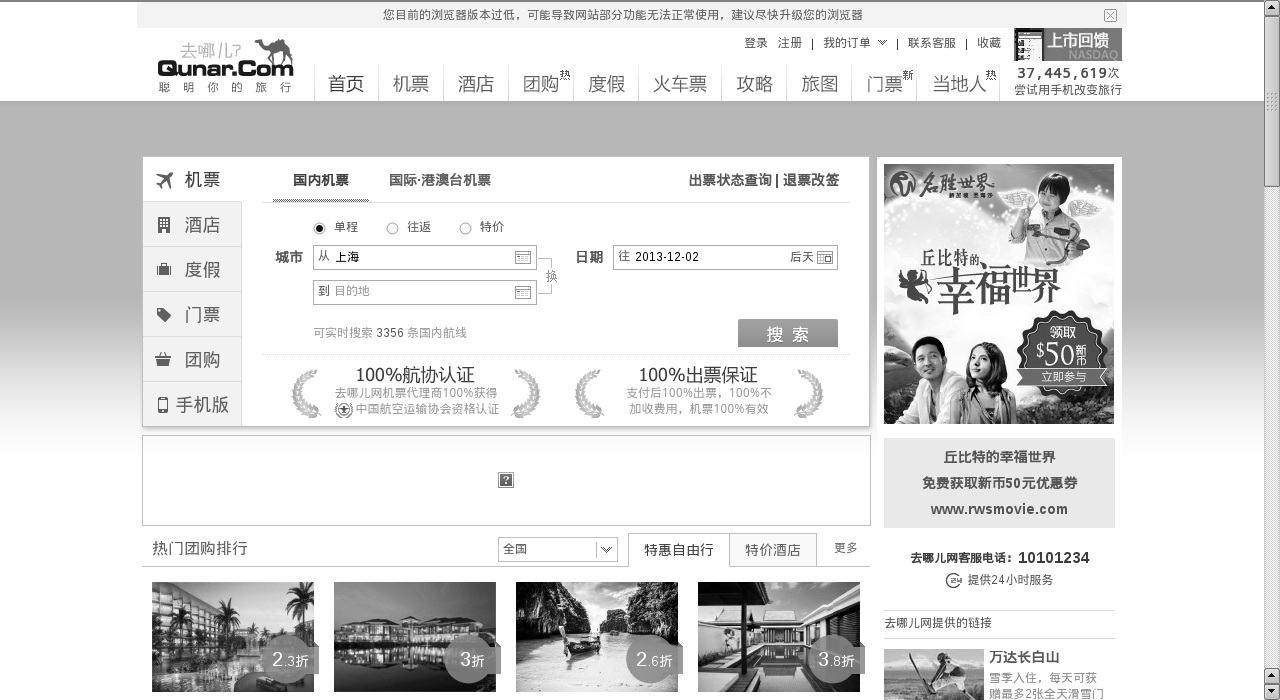 您目前的浏览器版本过低，可能导致网站部分功能无法正常使用，建议尽快升级您的浏览器
登录 注册 | 我的订单 | 联系客服 | 收藏
去哪儿?
Qunar.Com
聪明你的旅行
首页 机票 酒店 团购热 度假 火车票 攻略 旅图 门票新 当地人热
上市回馈
NASDAQ
37,445,619次
尝试用手机改变旅行
机票
酒店
度假
门票
团购
手机版
国内机票 国际·港澳台机票 出票状态查询 | 退票改签
单程 往返 特价
城市 从 上海 换 日期 往 2013-12-02 后天
到 目的地
可实时搜索 3356 条国内航线 搜 索
100%航协认证
去哪儿网机票代理商100%获得
中国航空运输协会资格认证
100%出票保证
支付后100%出票，100%不
加收费用，机票100%有效
名胜世界
新加坡 圣淘沙
丘比特的
幸福世界
领取
$50新币
立即参与
丘比特的幸福世界
免费获取新币50元优惠券
www.rwsmovie.com
热门团购排行 全国 特惠自由行 特价酒店 更多
2.3折 3折 2.6折 3.8折
去哪儿网客服电话：10101234
24 提供24小时服务
去哪儿网提供的链接
万达长白山
雪季入住，每天可获
赠最多2张全天滑雪门